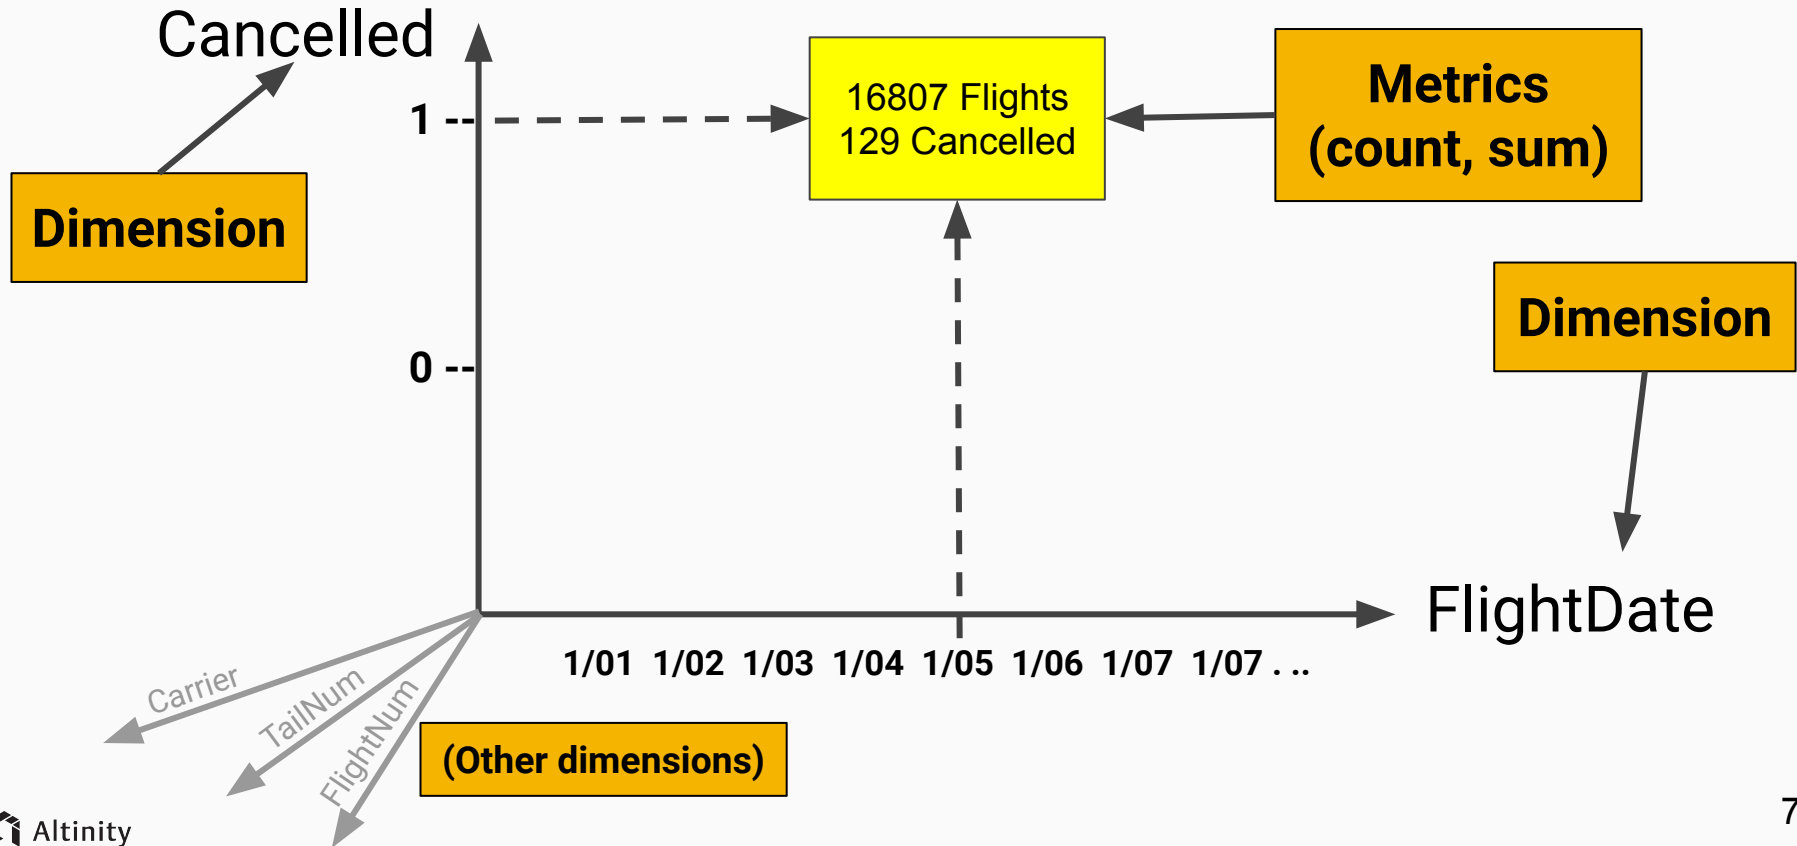 Cancelled
1 --
16807 Flights
129 Cancelled
Metrics
(count, sum)
Dimension
Dimension
0 --
FlightDate
1/01 1/02 1/03 1/04 1/05 1/06 1/07 1/07 . ..
Carrier
TailNum
FlightNum
(Other dimensions)
Altinity
7